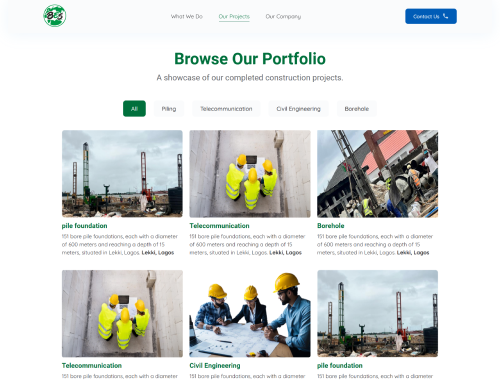 B&S
What We Do
Our Projects
Our Company
Contact Us
Browse Our Portfolio
A showcase of our completed construction projects.
All
Piling
Telecommunication
Civil Engineering
Borehole
pile foundation
151 bore pile foundations, each with a diameter
of 600 meters and reaching a depth of 15
meters, situated in Lekki, Lagos. Lekki, Lagos
Telecommunication
151 bore pile foundations, each with a diameter
of 600 meters and reaching a depth of 15
meters, situated in Lekki, Lagos. Lekki, Lagos
Borehole
151 bore pile foundations, each with a diameter
of 600 meters and reaching a depth of 15
meters, situated in Lekki, Lagos. Lekki, Lagos
Telecommunication
151 bore pile foundations, each with a diameter
Civil Engineering
151 bore pile foundations, each with a diameter
pile foundation
151 bore pile foundations, each with a diameter